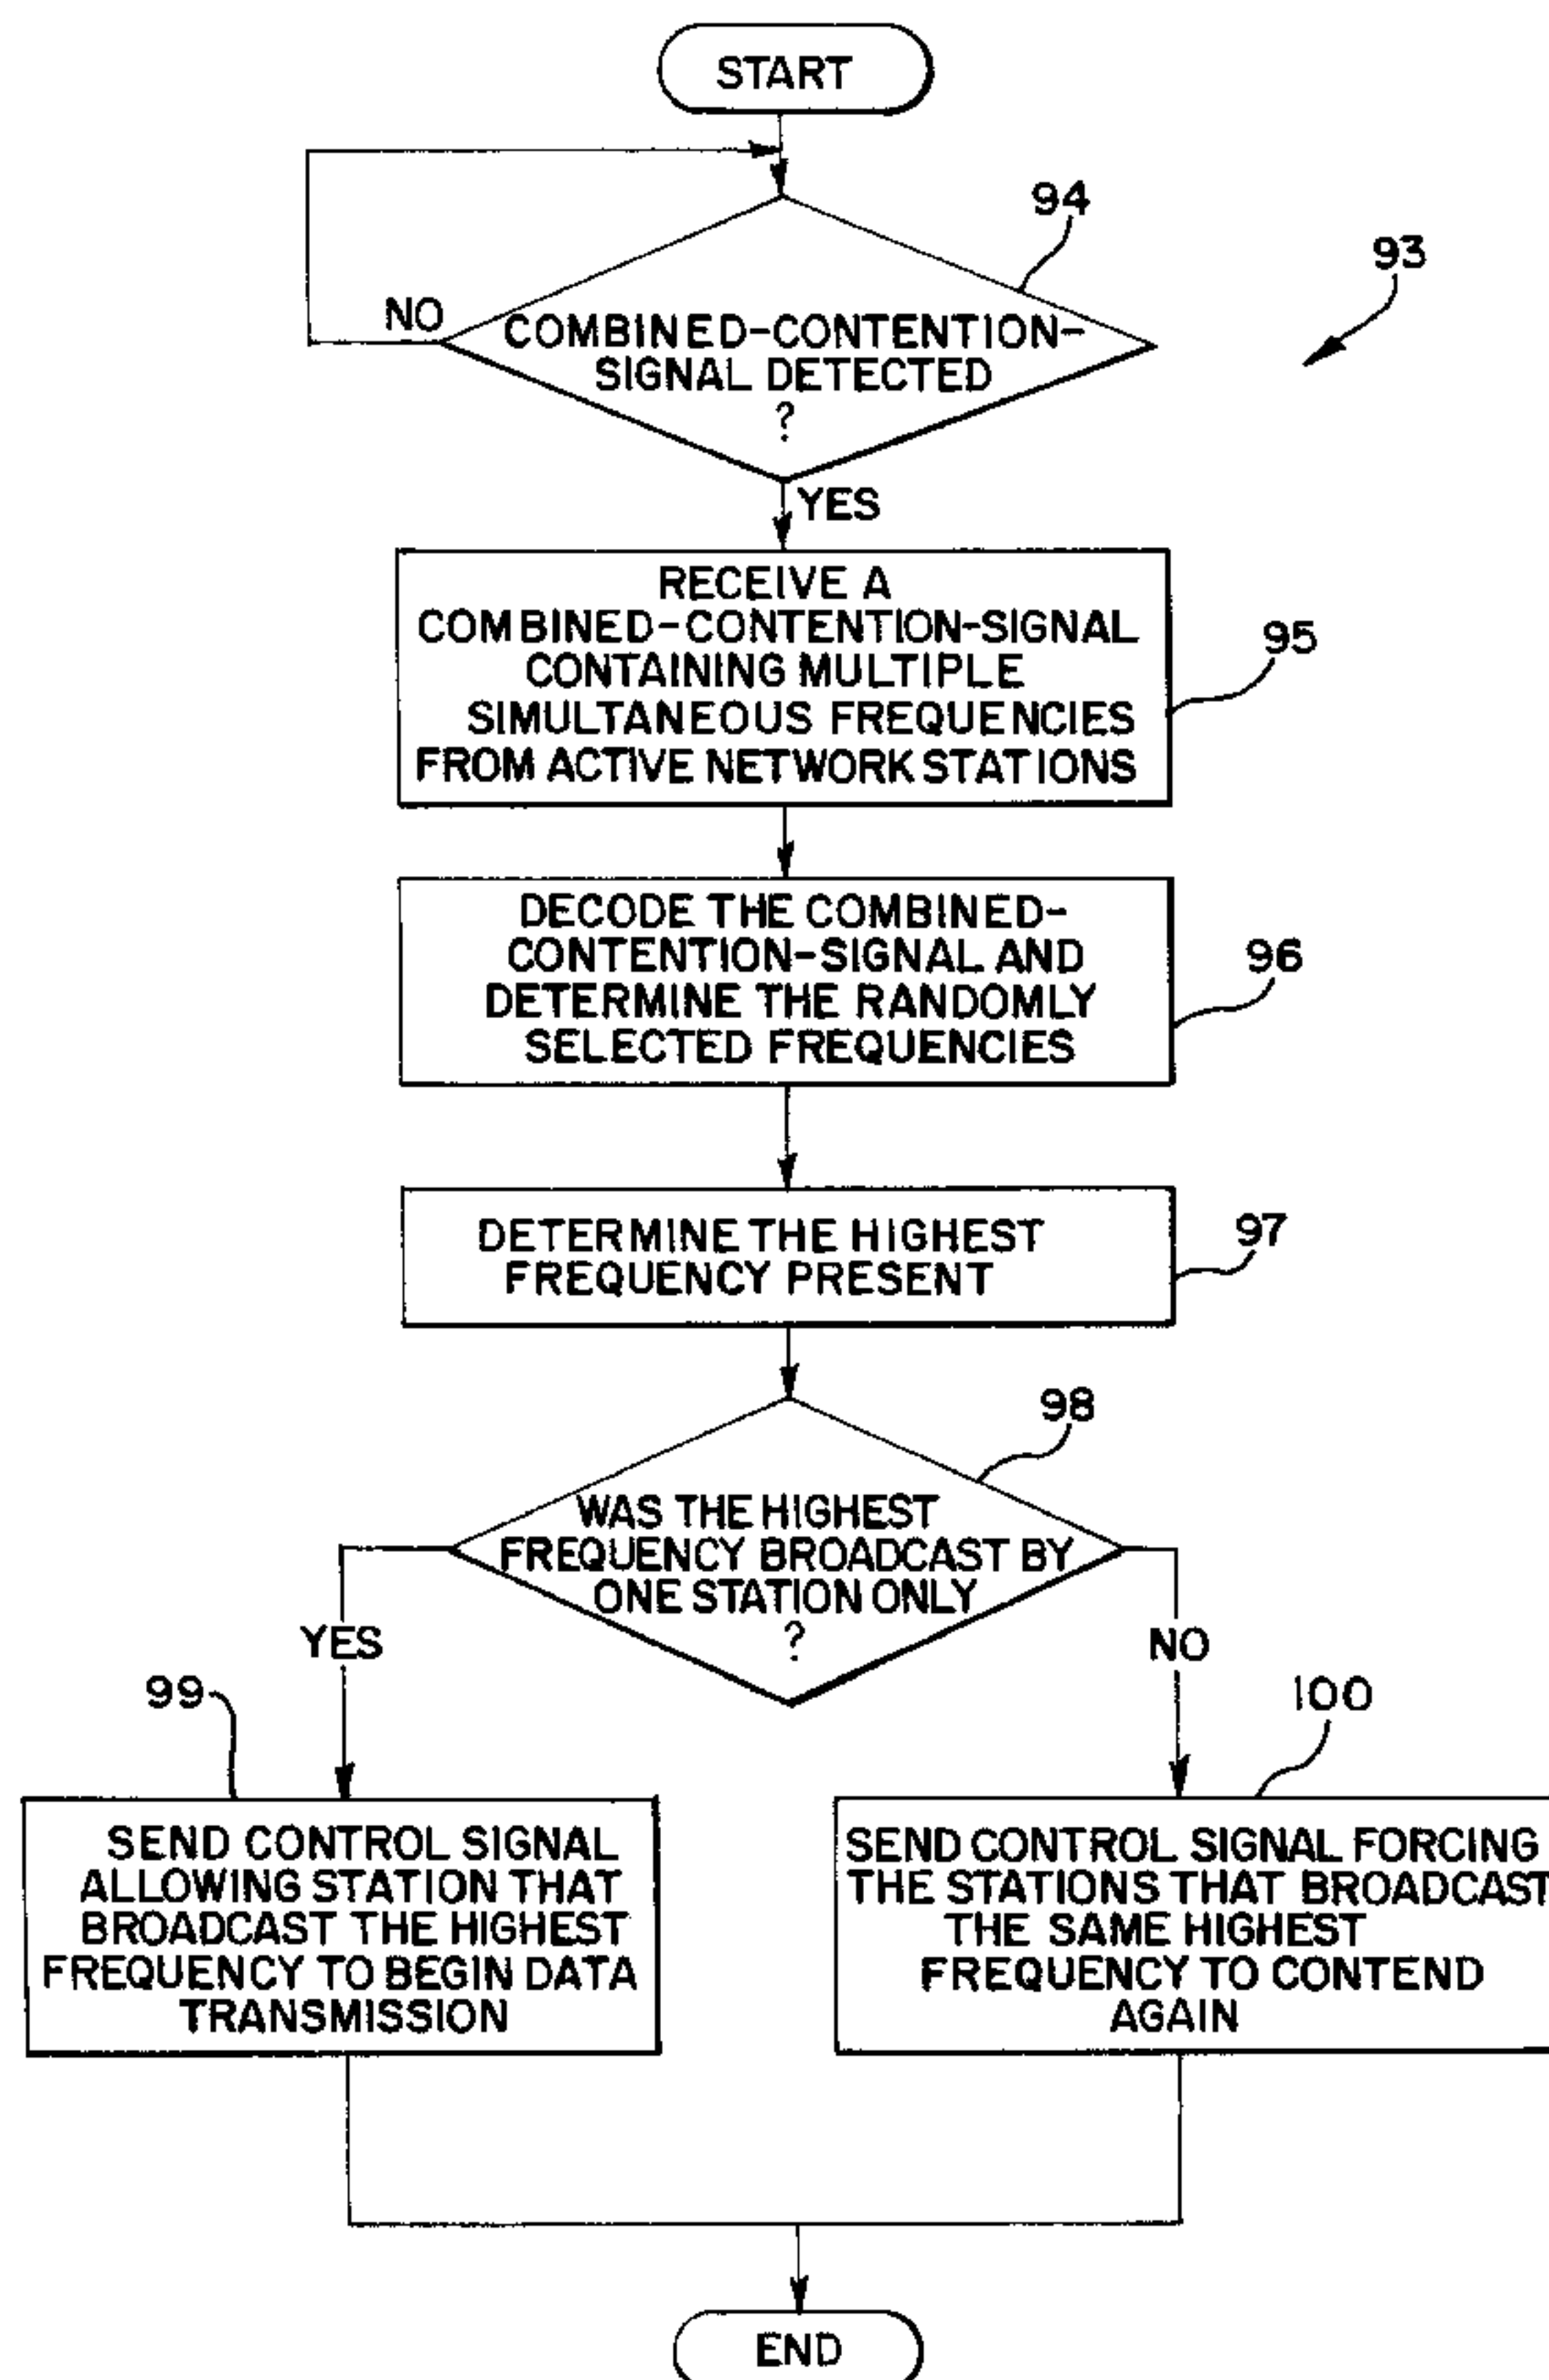 START
94
93
NO
COMBINED-CONTENTION-
SIGNAL DETECTED
?
YES
RECEIVE A
COMBINED-CONTENTION-SIGNAL
CONTAINING MULTIPLE
SIMULTANEOUS FREQUENCIES
FROM ACTIVE NETWORK STATIONS
95
DECODE THE COMBINED-
CONTENTION-SIGNAL AND
DETERMINE THE RANDOMLY
SELECTED FREQUENCIES
96
DETERMINE THE HIGHEST
FREQUENCY PRESENT
97
98
WAS THE HIGHEST
FREQUENCY BROADCAST BY
ONE STATION ONLY
?
YES
NO
99
100
SEND CONTROL SIGNAL
ALLOWING STATION THAT
BROADCAST THE HIGHEST
FREQUENCY TO BEGIN DATA
TRANSMISSION
SEND CONTROL SIGNAL FORCING
THE STATIONS THAT BROADCAST
THE SAME HIGHEST
FREQUENCY TO CONTEND
AGAIN
END